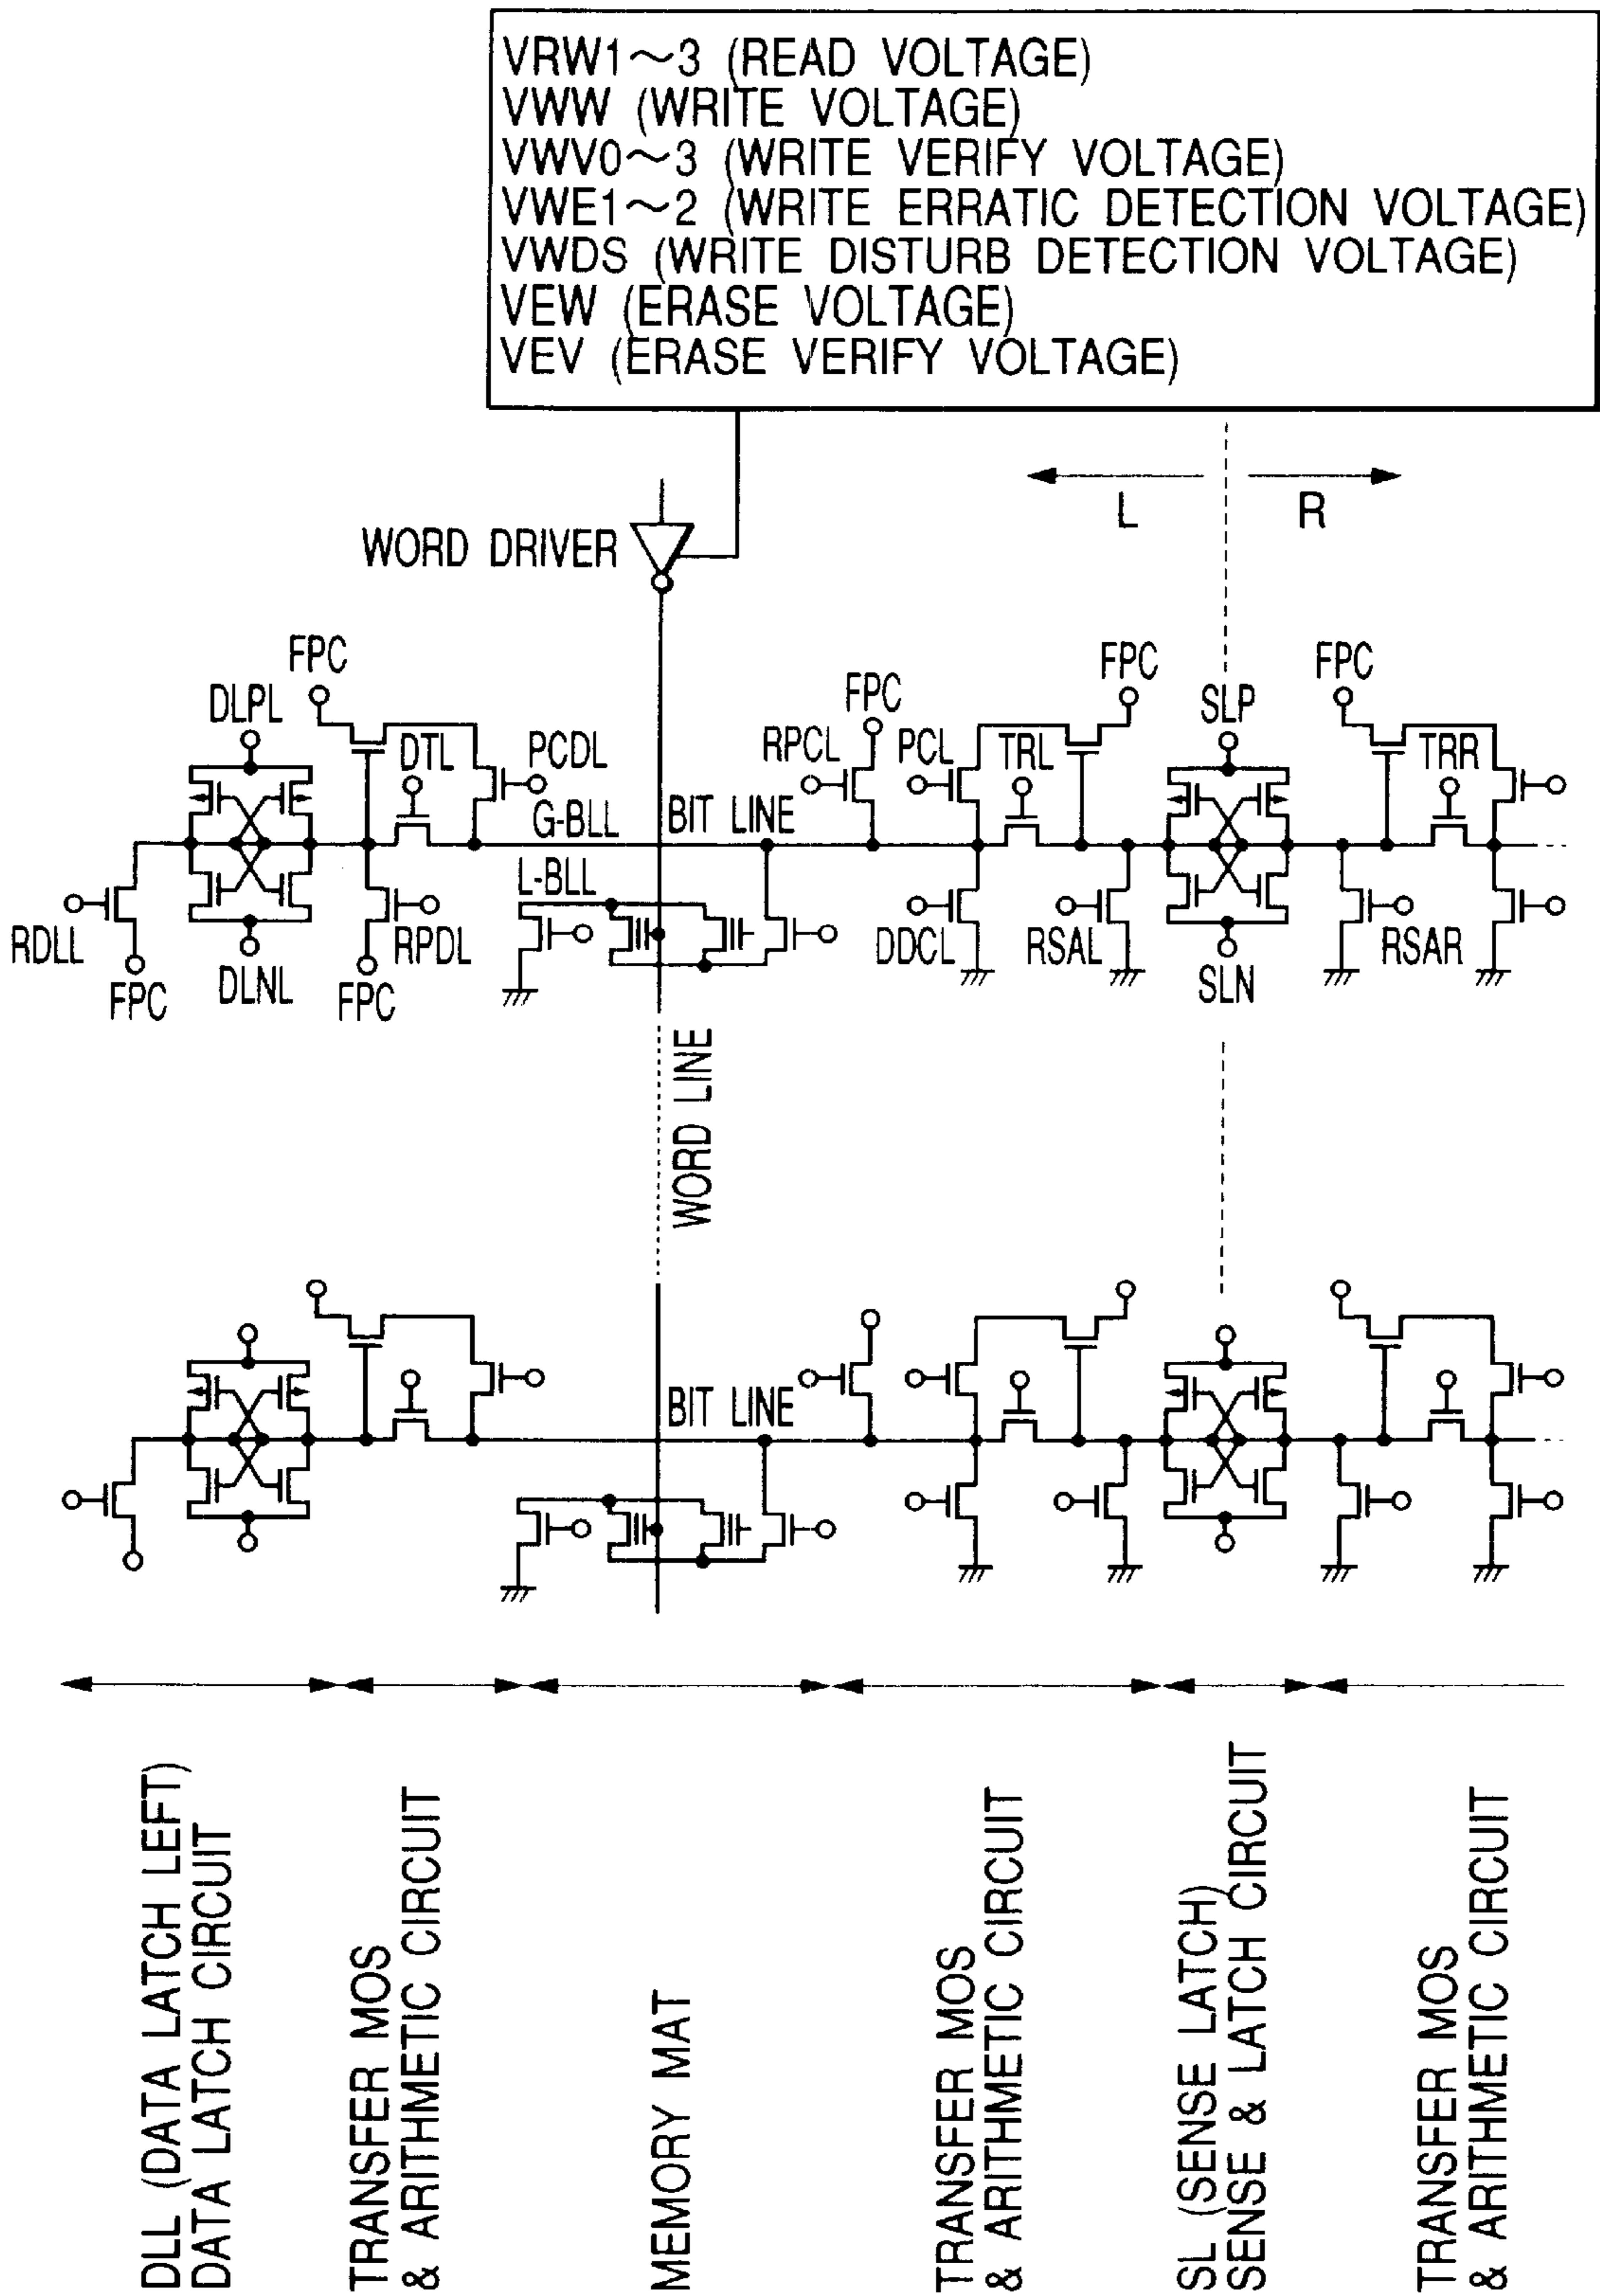 VRW1～3 (READ VOLTAGE)
VWW (WRITE VOLTAGE)
VWV0～3 (WRITE VERIFY VOLTAGE)
VWE1～2 (WRITE ERRATIC DETECTION VOLTAGE)
VWDS (WRITE DISTURB DETECTION VOLTAGE)
VEW (ERASE VOLTAGE)
VEV (ERASE VERIFY VOLTAGE)
L
R
WORD DRIVER
FPC
FPC
FPC
FPC
DLPL
SLP
DTL
PCDL
RPCL
PCL
TRL
TRR
G-BLL
BIT LINE
L-BLL
RDLL
RPDL
DDCL
RSAL
RSAR
FPC
DLNL
FPC
SLN
WORD LINE
BIT LINE
DLL (DATA LATCH LEFT)
DATA LATCH CIRCUIT
TRANSFER MOS
& ARITHMETIC CIRCUIT
MEMORY MAT
TRANSFER MOS
& ARITHMETIC CIRCUIT
SL (SENSE LATCH)
SENSE & LATCH CIRCUIT
TRANSFER MOS
& ARITHMETIC CIRCUIT